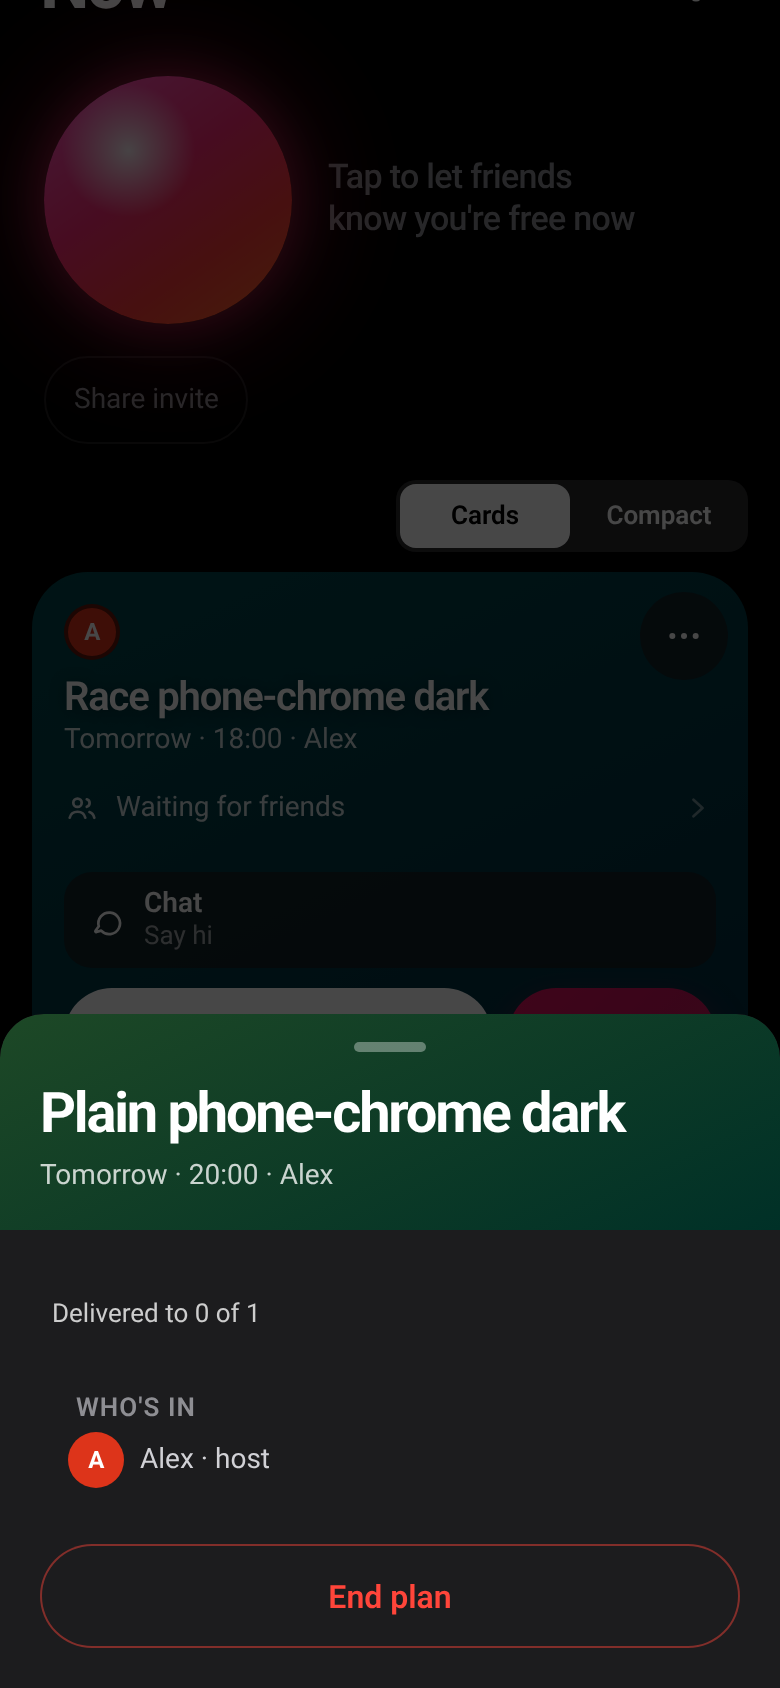 Now
Tap to let friends
know you're free now
Share invite
Cards
Compact
A
Race phone-chrome dark
Tomorrow · 18:00 · Alex
Waiting for friends
Chat
Say hi
Plain phone-chrome dark
Tomorrow · 20:00 · Alex
Delivered to 0 of 1
WHO'S IN
A
Alex · host
End plan